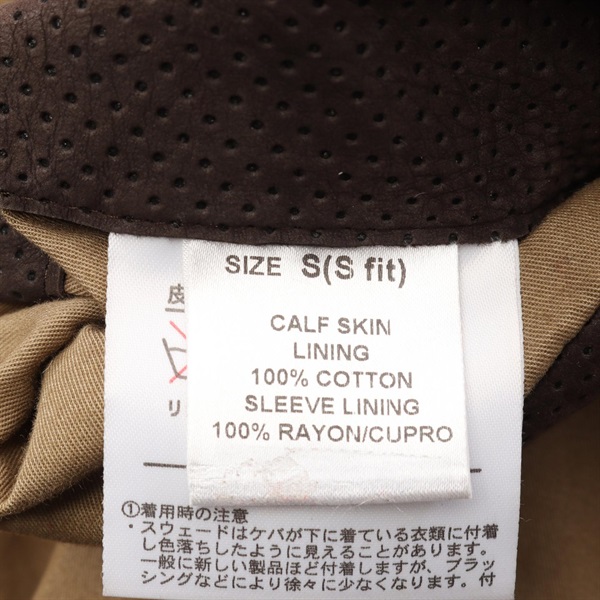 SIZE S(S fit)
CALF SKIN
LINING
100% COTTON
SLEEVE LINING
100% RAYON/CUPRO
皮
リ
①着用時の注意
・スウェードはケバが下に着ている衣類に付着
し色落ちしたように見えることがあります。
一般に新しい製品ほど付着しますが、ブラッ
シングなどにより徐々に少なくなります。付